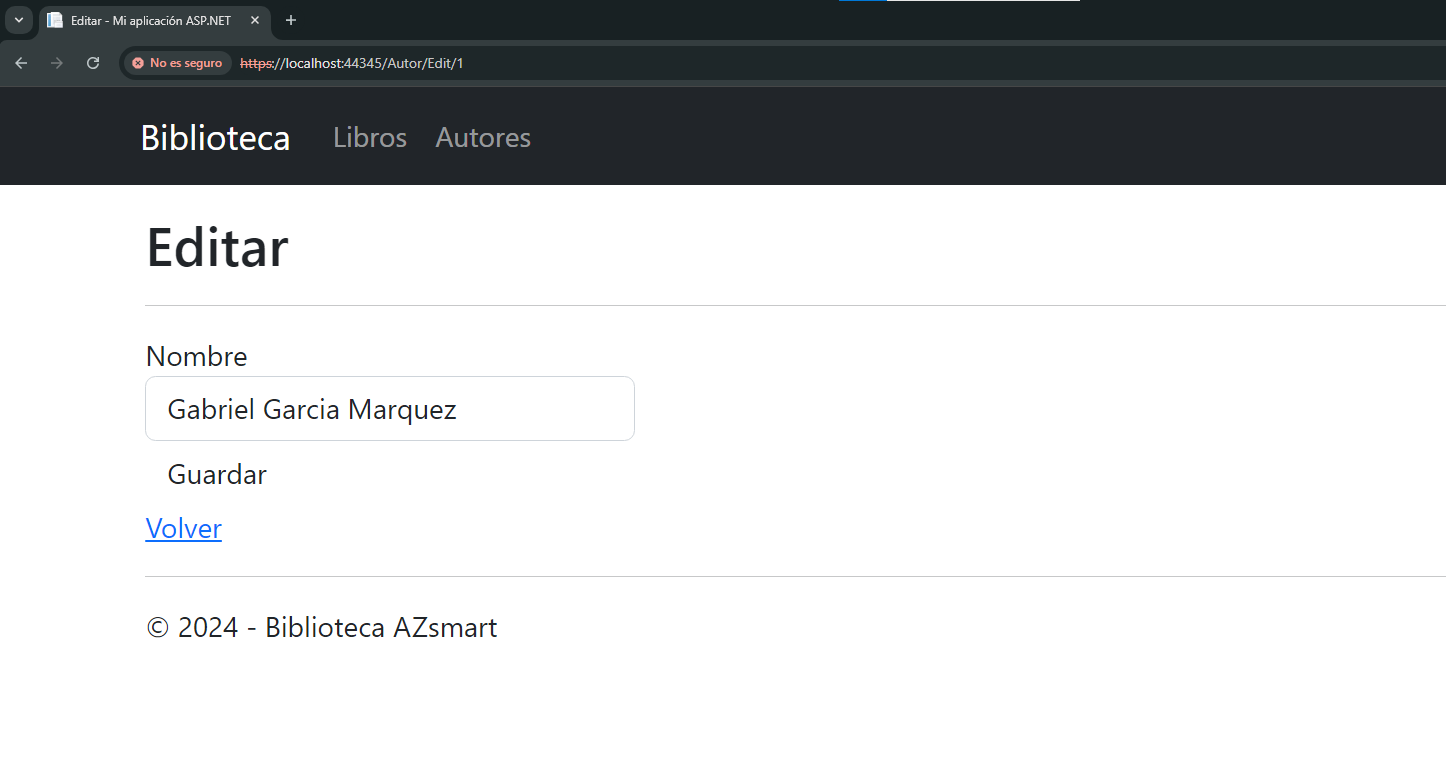 Editar - Mi aplicación ASP.NET
No es seguro https://localhost:44345/Autor/Edit/1
Biblioteca Libros Autores
Editar
Nombre
Gabriel Garcia Marquez
Guardar
Volver
© 2024 - Biblioteca AZsmart